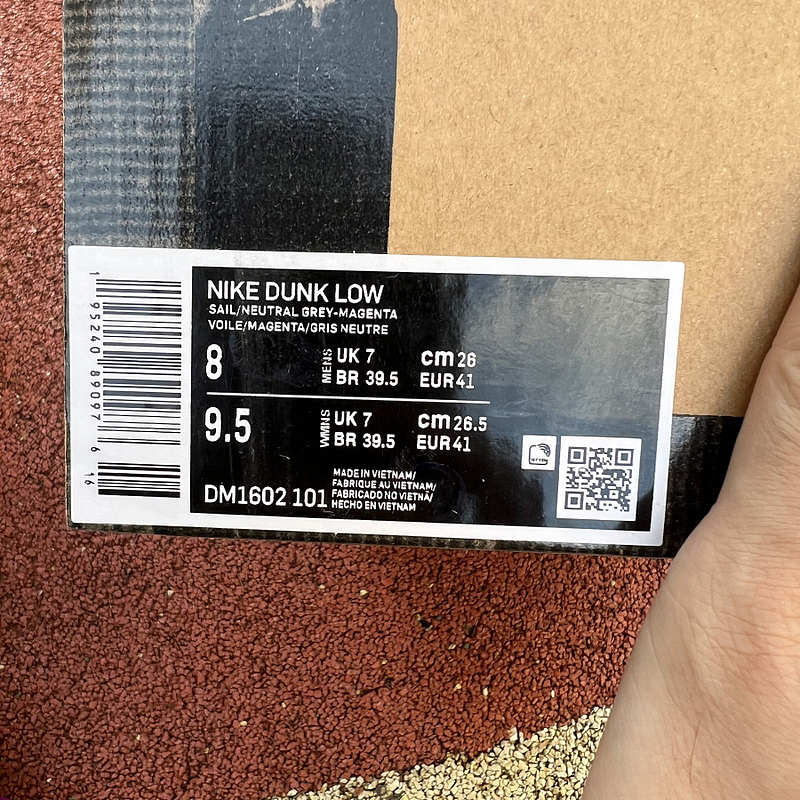 NIKE DUNK LOW
SAIL/NEUTRAL GREY-MAGENTA
VOILE/MAGENTA/GRIS NEUTRE
8 MENS UK 7 cm 26
BR 39.5 EUR 41
9.5 WMNS UK 7 cm 26.5
BR 39.5 EUR 41
DM1602 101
MADE IN VIETNAM/
FABRIQUE AU VIETNAM/
FABRICADO NO VIETNÃ/
HECHO EN VIETNAM
1 95240 89097 6
16